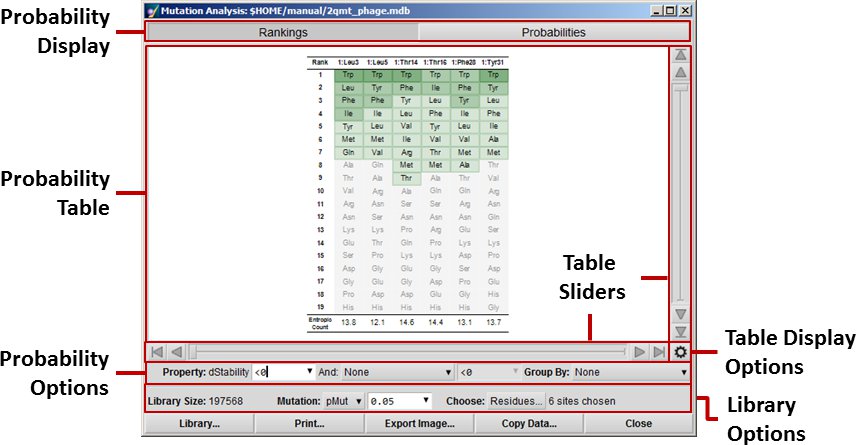 Probability Display
Mutation Analysis: $HOME/manual/2qmt_phage.mdb
Rankings Probabilities
Probability Table
Rank 1:Leu3 1:Leu5 1:Thr14 1:Thr16 1:Phe28 1:Tyr31
1 Trp Trp Trp Trp Trp Trp
2 Leu Tyr Phe Ile Phe Tyr
3 Phe Phe Tyr Leu Tyr Leu
4 Ile Ile Leu Phe Ile Phe
5 Tyr Leu Val Tyr Leu Ile
6 Met Met Ile Val Val Ala
7 Gln Val Arg Thr Met Met
8 Ala Gln Met Met Ala Thr
9 Thr Ala Thr Ala Thr Val
10 Val Arg Ala Gln Gln Arg
11 Arg Asn Ser Ser Arg Gln
12 Asn Ser Asn Asn Asn Asn
13 Lys Lys Pro Arg Glu Ser
14 Glu Thr Gln Pro Lys Glu
15 Ser Pro Lys Lys Asp Pro
16 Asp Gly Glu Glu Ser Lys
17 Gly Glu Gly Asp Pro Asp
18 Pro Asp Asp Glu Gly His
19 His His His His His Gly
Entropic Count 13.8 12.1 14.6 14.4 13.1 13.7
Table Sliders
Table Display Options
Probability Options
Property: dStability <0 And: None <0 Group By: None
Library Size: 197568 Mutation: pMut 0.05 Choose: Residues... 6 sites chosen
Library Options
Library... Print... Export Image... Copy Data... Close